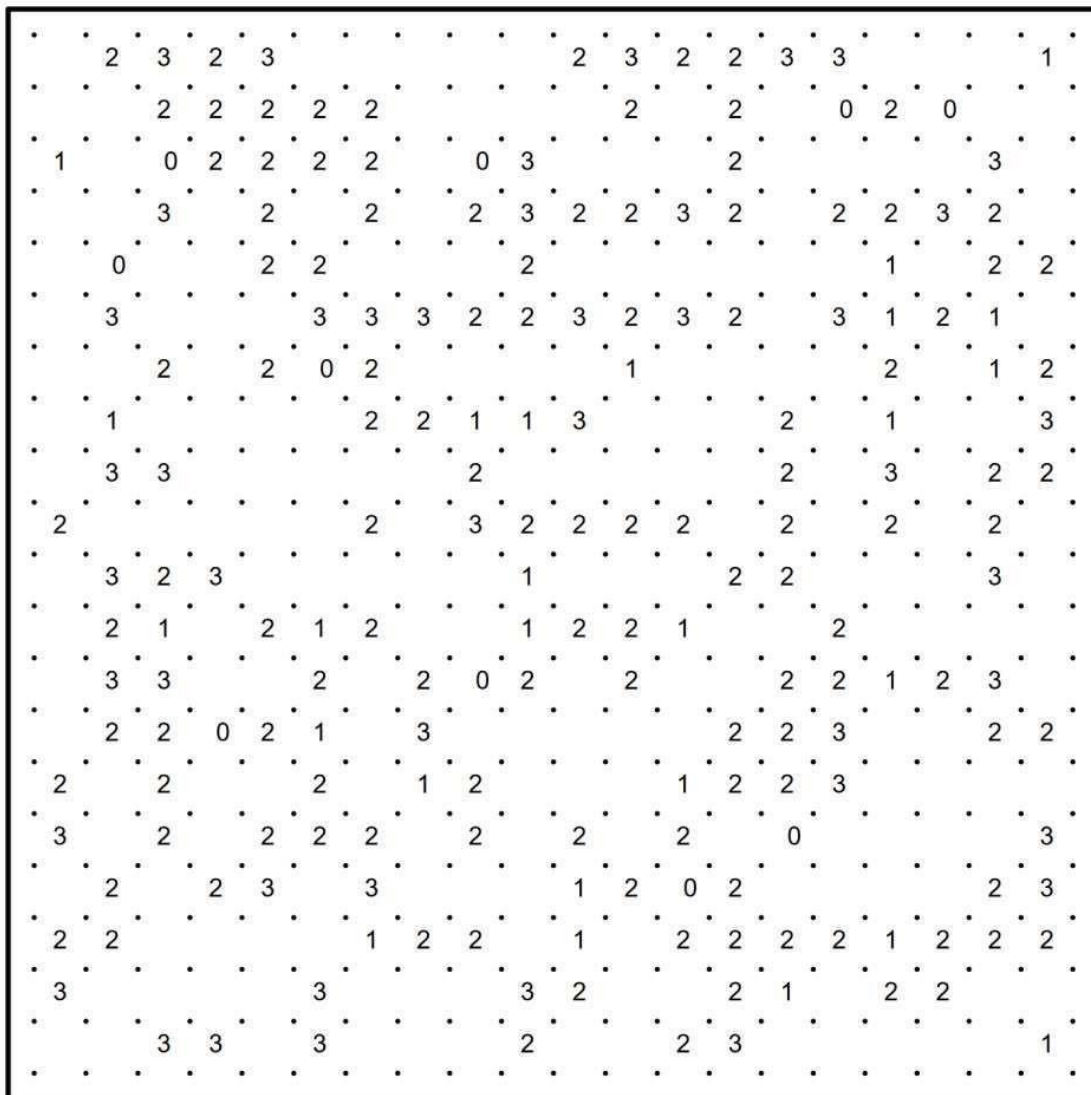 2 3 2 3 2 3 2 2 3 3 1
2 2 2 2 2 2 2 0 2 0
1 0 2 2 2 2 0 3 2 3
3 2 2 2 3 2 2 3 2 2 2 3 2
0 2 2 2 1 2 2
3 3 3 3 2 2 3 2 3 2 3 1 2 1
2 2 0 2 1 2 1 2
1 2 2 1 1 3 2 1 3
3 3 2 2 3 2 2
2 2 3 2 2 2 2 2 2 2
3 2 3 1 2 2 3
2 1 2 1 2 1 2 2 1 2
3 3 2 2 0 2 2 2 2 1 2 3
2 2 0 2 1 3 2 2 3 2 2
2 2 2 1 2 1 2 2 3
3 2 2 2 2 2 2 2 0 3
2 2 3 3 1 2 0 2 2 3
2 2 1 2 2 1 2 2 2 2 1 2 2 2
3 3 3 2 2 1 2 2
3 3 3 2 2 3 1